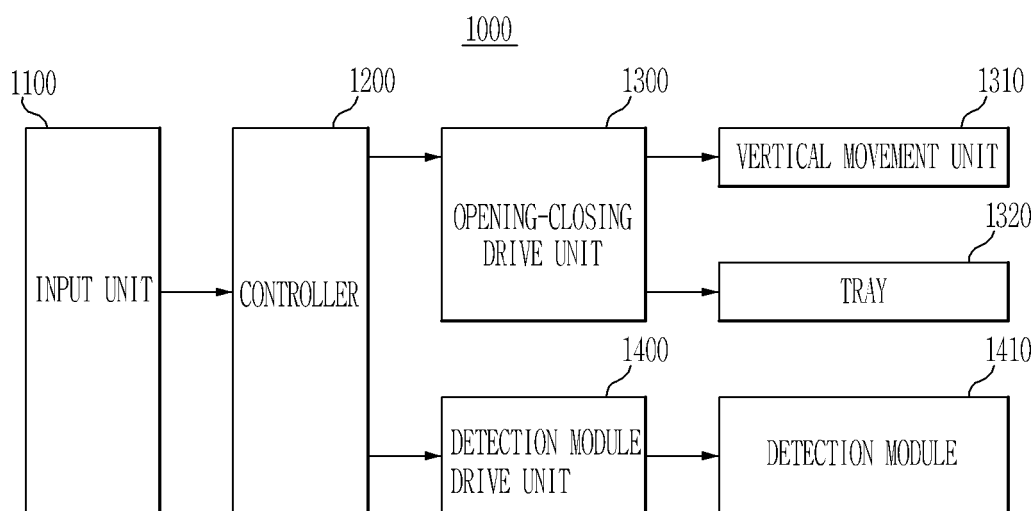 1000
1100
1200
1300
1310
VERTICAL MOVEMENT UNIT
OPENING-CLOSING
DRIVE UNIT
1320
INPUT UNIT
CONTROLLER
TRAY
1400
1410
DETECTION MODULE
DRIVE UNIT
DETECTION MODULE